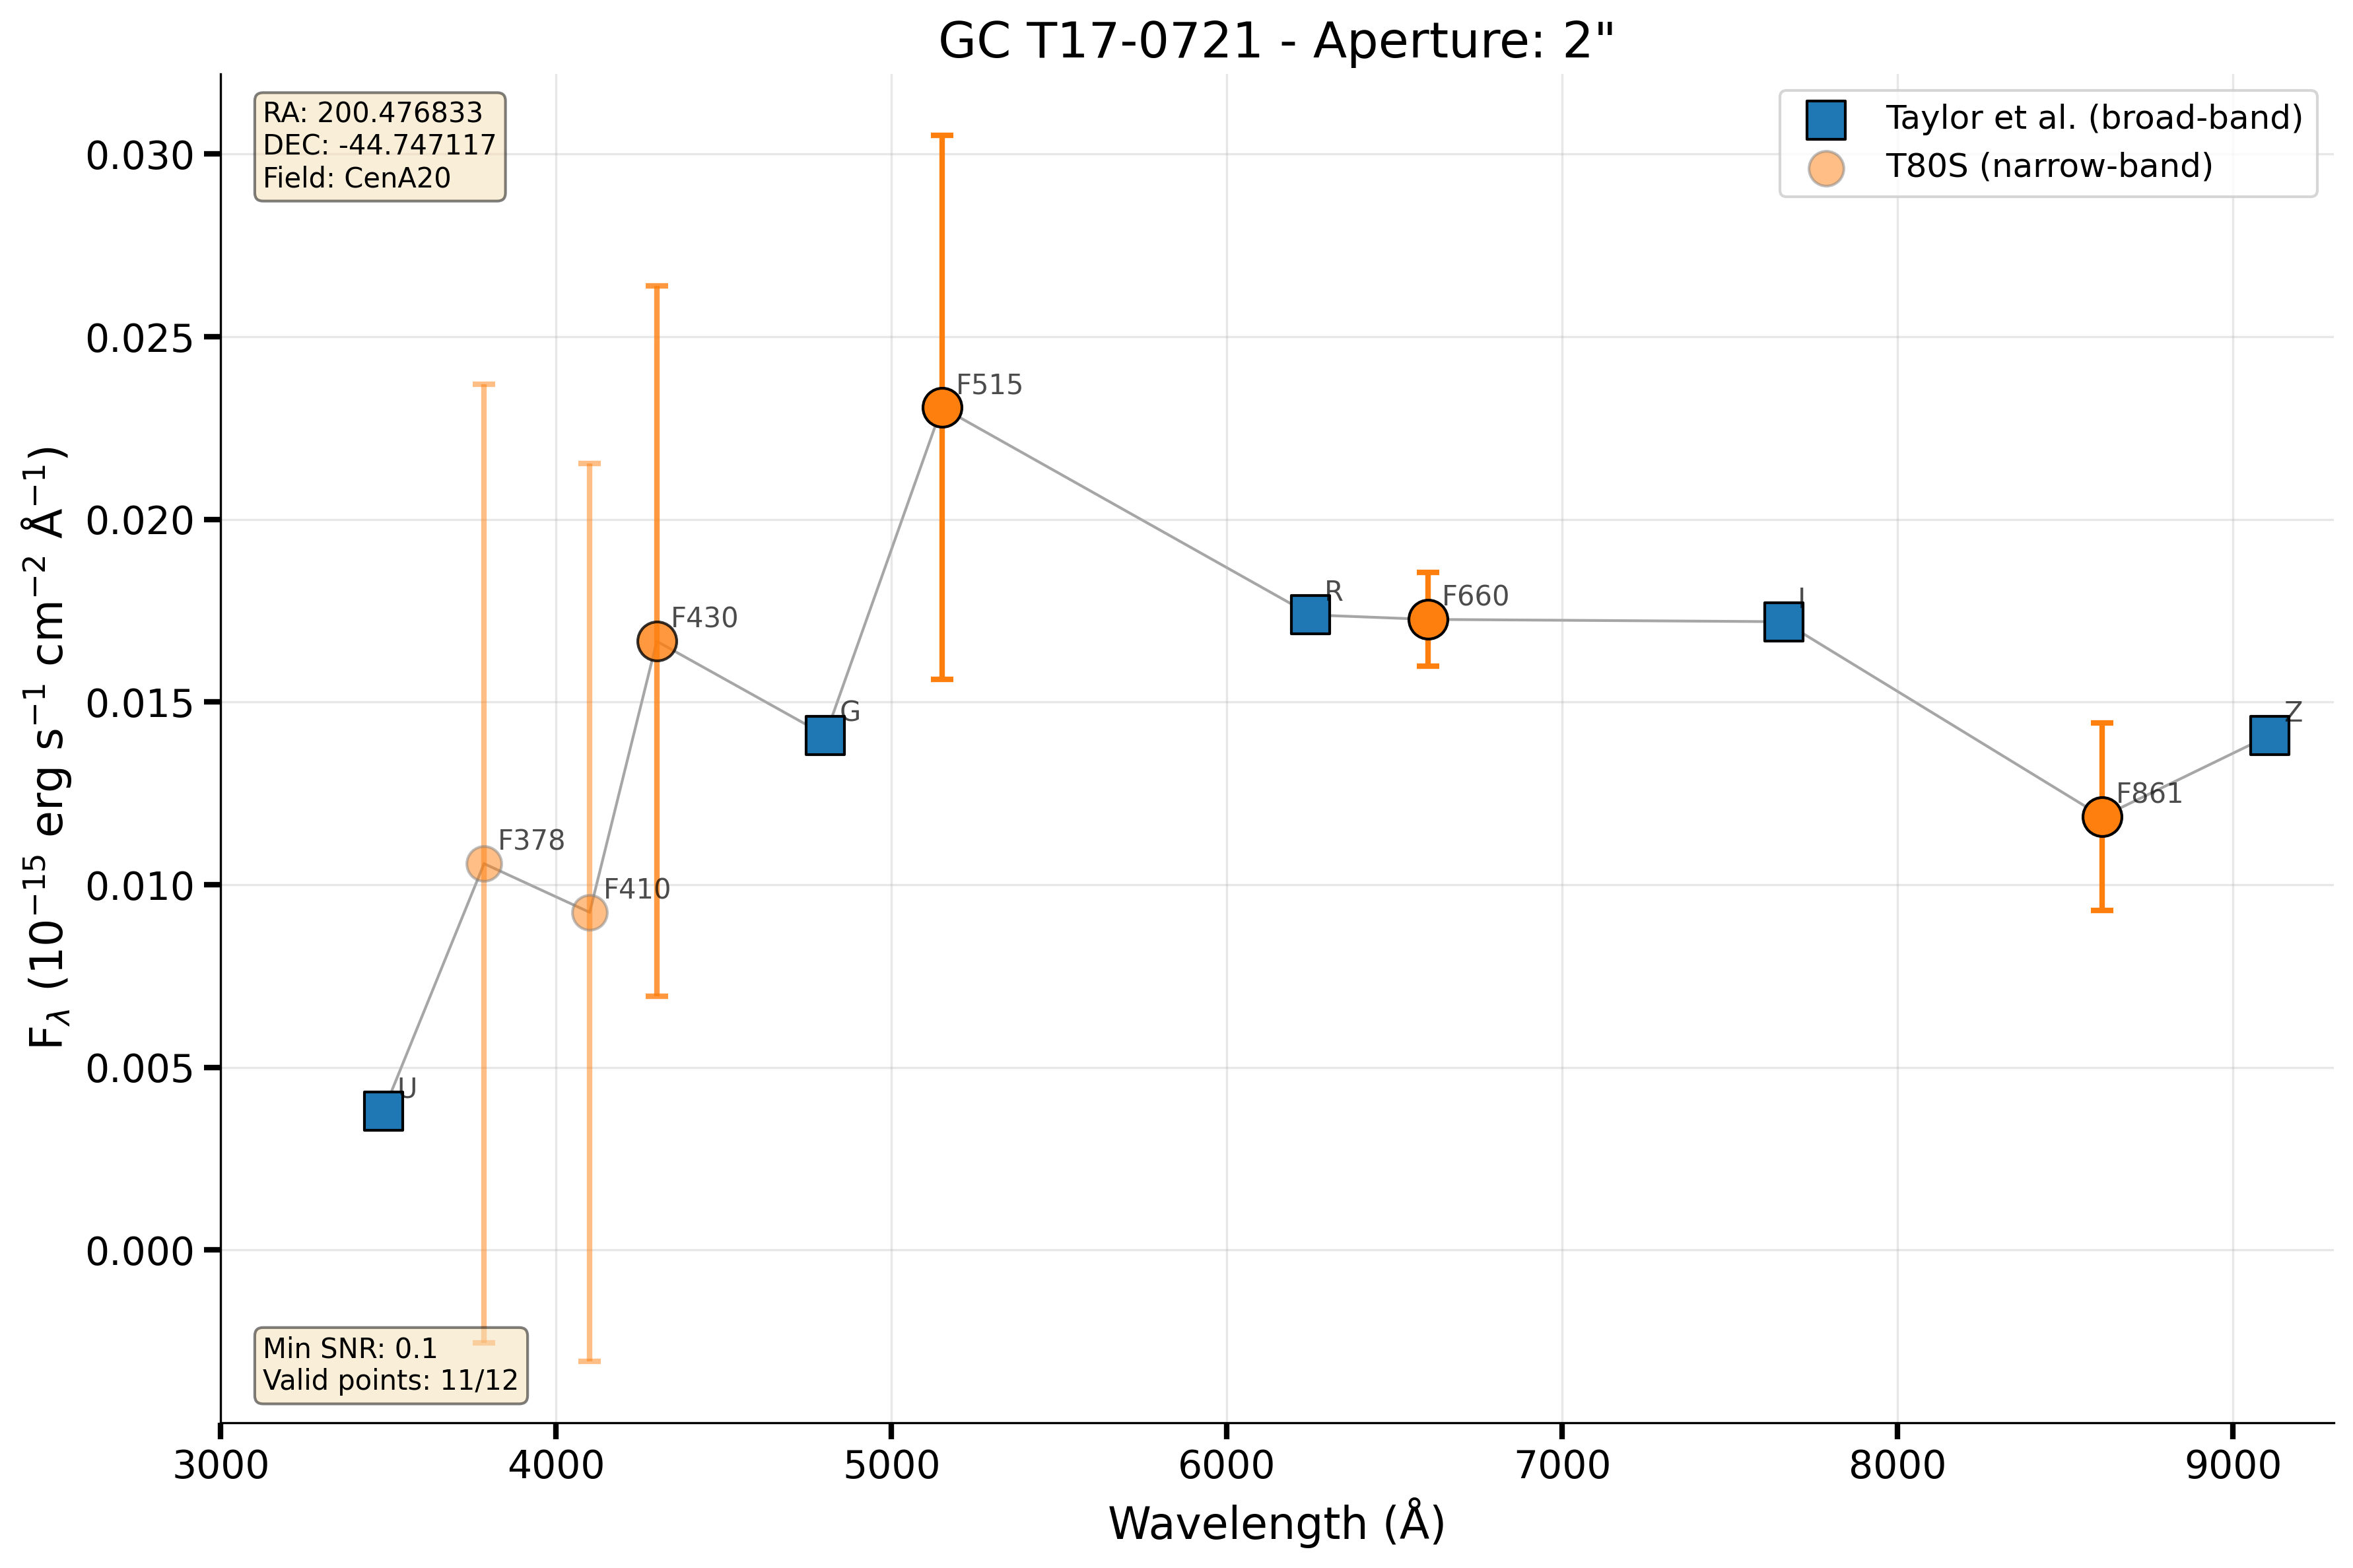 GC T17-0721 - Aperture: 2"
RA: 200.476833
DEC: -44.747117
Field: CenA20
Taylor et al. (broad-band)
T80S (narrow-band)
F_λ (10⁻¹⁵ erg s⁻¹ cm⁻² Å⁻¹)
0.030
0.025
0.020
0.015
0.010
0.005
0.000
U
F378
F410
F430
G
F515
R
F660
I
F861
Z
Min SNR: 0.1
Valid points: 11/12
3000 4000 5000 6000 7000 8000 9000
Wavelength (Å)